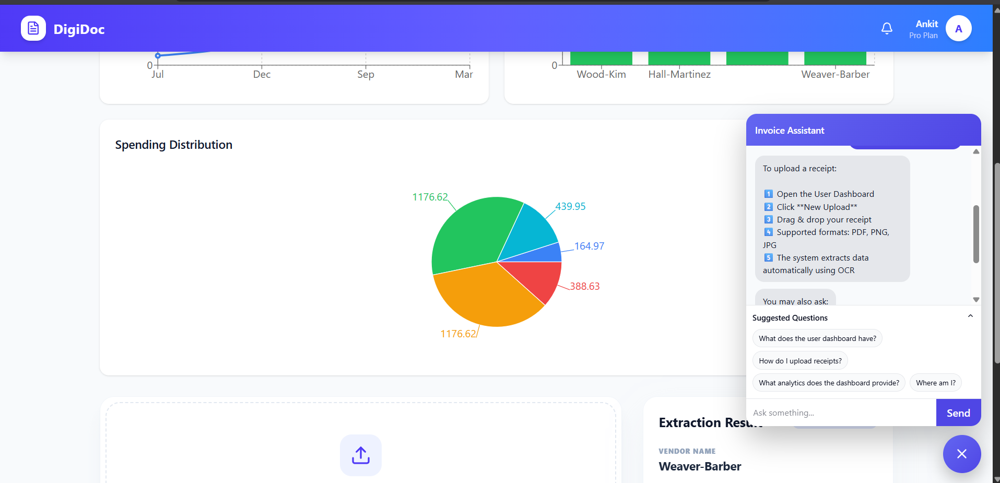 DigiDoc
Ankit
Pro Plan
A
0
Jul
Dec
Sep
Mar
0
Wood-Kim
Hall-Martinez
Weaver-Barber
Spending Distribution
1176.62
439.95
164.97
388.63
1176.62
Invoice Assistant
To upload a receipt:
1 Open the User Dashboard
2 Click **New Upload**
3 Drag & drop your receipt
4 Supported formats: PDF, PNG,
JPG
5 The system extracts data
automatically using OCR
You may also ask:
Suggested Questions
What does the user dashboard have?
How do I upload receipts?
What analytics does the dashboard provide?
Where am I?
Ask something...
Send
Extraction Result
VENDOR NAME
Weaver-Barber